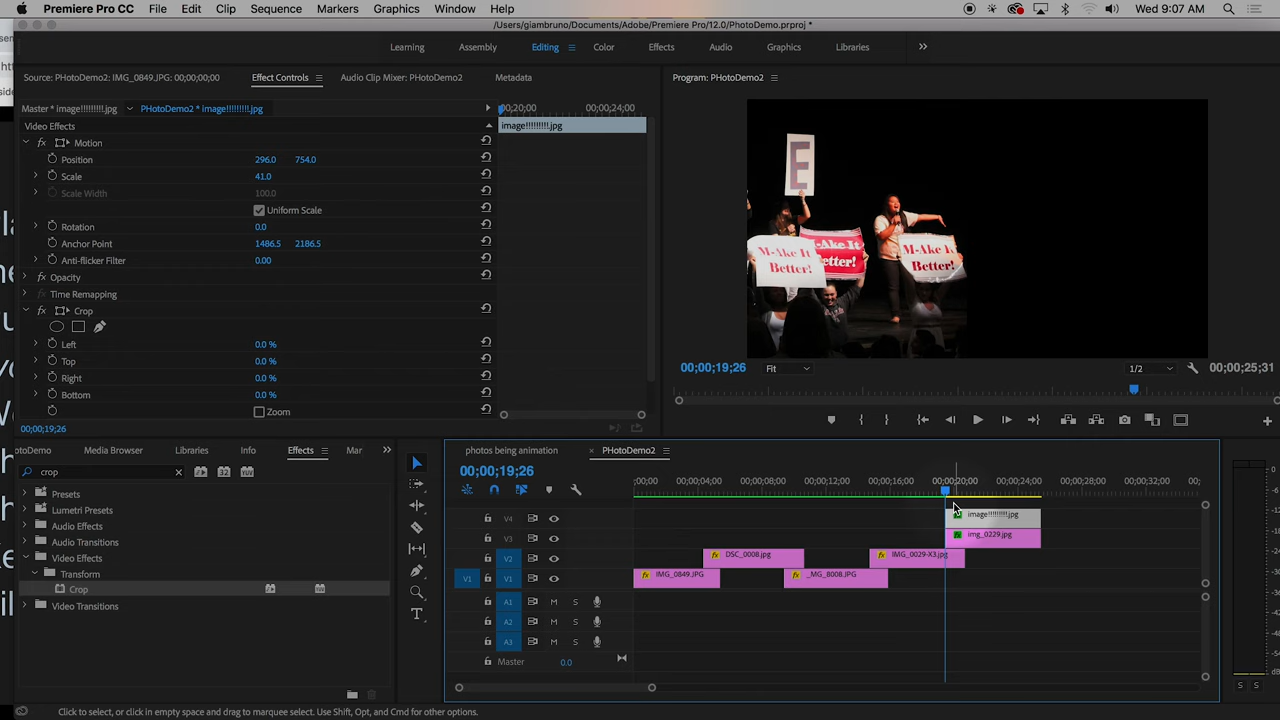 Premiere Pro CC File Edit Clip Sequence Markers Graphics Window Help Wed 9:07 AM
/Users/giambruno/Documents/Adobe/Premiere Pro/12.0/PhotoDemo.prproj *
Learning Assembly Editing Color Effects Audio Graphics Libraries
Source: PHotoDemo2: IMG_0849.JPG: 00;00;00;00 Effect Controls Audio Clip Mixer: PHotoDemo2 Metadata Program: PHotoDemo2
Master * image!!!!!!!!!.jpg PHotoDemo2 * image!!!!!!!!!.jpg 00;20;00 00;00;24;00
Video Effects image!!!!!!!!!.jpg
fx Motion
Position 296.0 754.0
Scale 41.0
Scale Width 100.0
Uniform Scale
Rotation 0.0
Anchor Point 1486.5 2186.5
Anti-flicker Filter 0.00
fx Opacity
fx Time Remapping
fx Crop
Left 0.0 %
Top 0.0 %
Right 0.0 %
Bottom 0.0 %
Zoom
00;00;19;26
E
M-Ake It Better!
M-Ake It Better!
M-Ake It Better!
00;00;19;26 Fit 1/2 00;00;25;31
otoDemo Media Browser Libraries Info Effects Mar
crop
Presets
Lumetri Presets
Audio Effects
Audio Transitions
Video Effects
Transform
Crop
Video Transitions
photos being animation PHotoDemo2
00;00;19;26
;00;00 00;00;04;00 00;00;08;00 00;00;12;00 00;00;16;00 00;00;20;00 00;00;24;00 00;00;28;00 00;00;32;00 00;
V4 image!!!!!!!!!.jpg
V3 img_0229.jpg
V2 DSC_0008.jpg IMG_0029-X3.jpg
V1 V1 IMG_0849.JPG _MG_8008.JPG
A1 M S
A2 M S
A3 M S
Master 0.0
S S
Click to select, or click in empty space and drag to marquee select. Use Shift, Opt, and Cmd for other options.